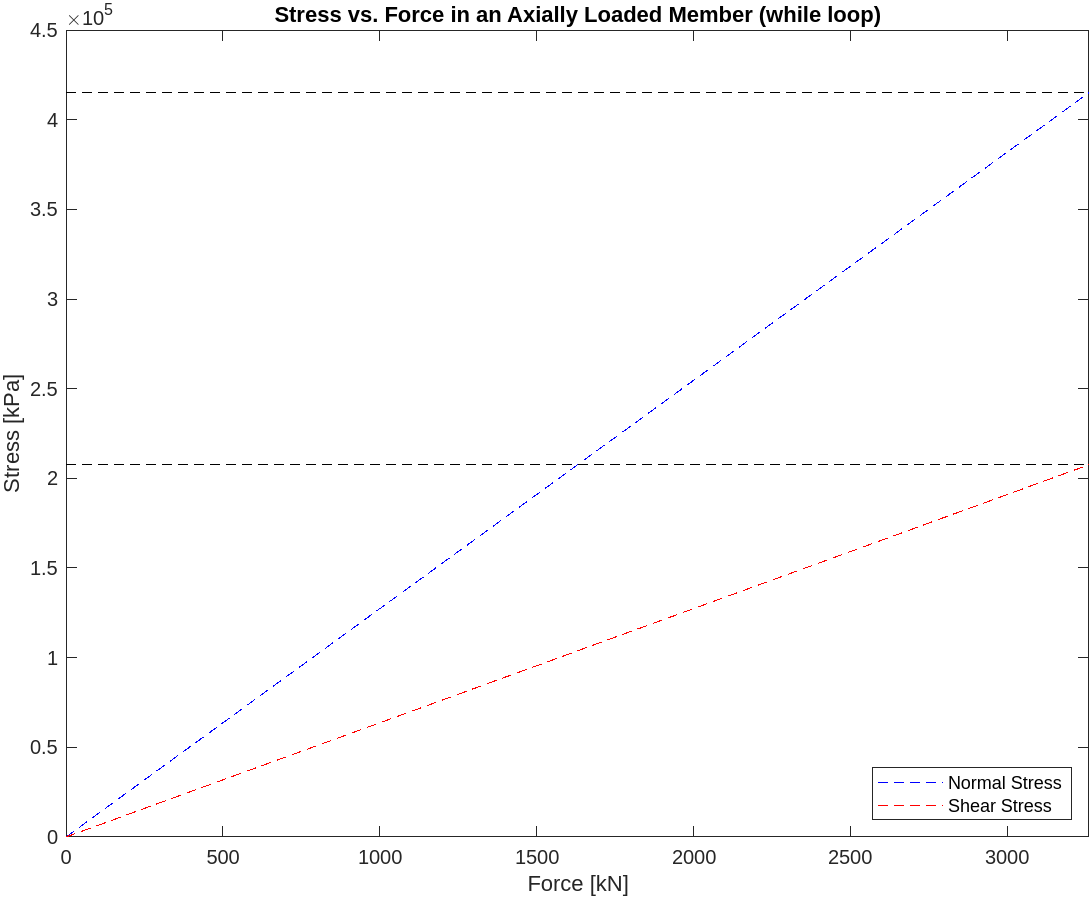 Stress vs. Force in an Axially Loaded Member (while loop)
×10⁵
4.5
4
3.5
3
2.5
2
1.5
1
0.5
0
Stress [kPa]
0 500 1000 1500 2000 2500 3000
Force [kN]
Normal Stress
Shear Stress